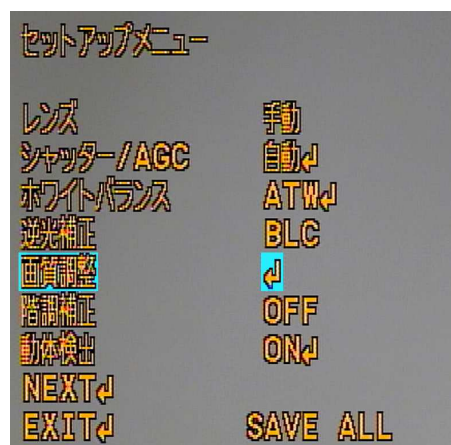 セットアップメニュー
レンズ 手動
シャッター/AGC 自動↲
ホワイトバランス ATW↲
逆光補正 BLC
画質調整 ↲
階調補正 OFF
動体検出 ON↲
NEXT↲
EXIT↲ SAVE ALL